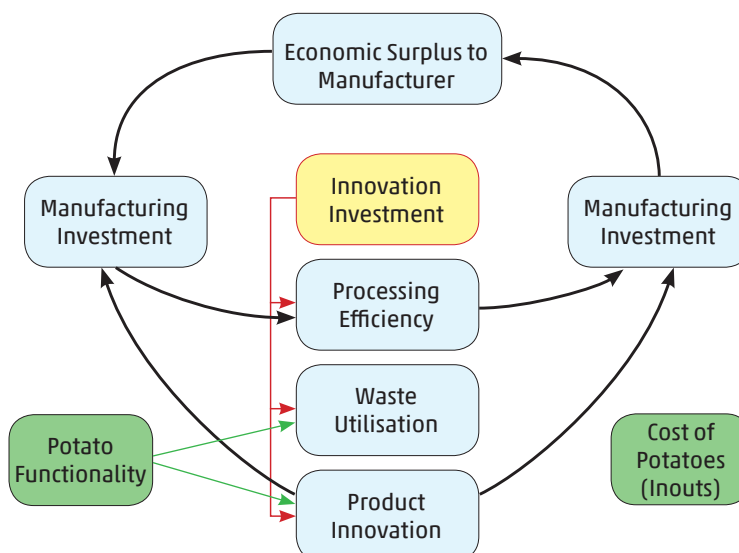 Economic Surplus to
Manufacturer
Manufacturing
Investment
Innovation
Investment
Manufacturing
Investment
Processing
Efficiency
Waste
Utilisation
Potato
Functionality
Cost of
Potatoes
(Inouts)
Product
Innovation